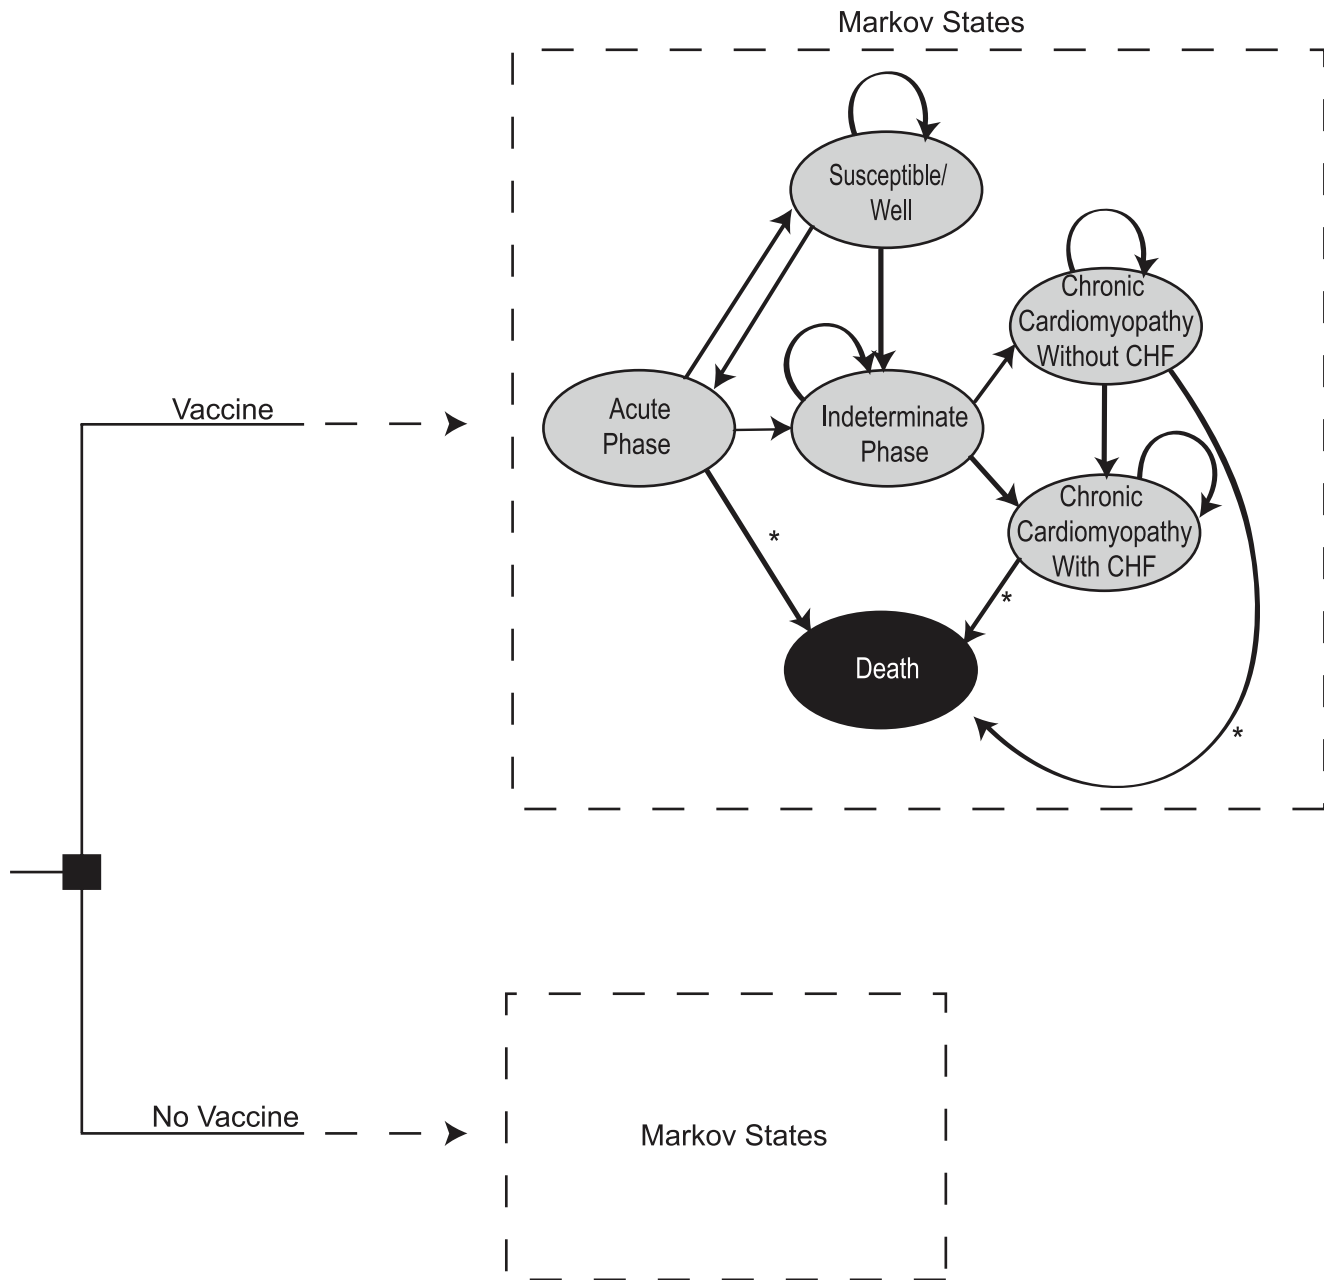 Markov States
Susceptible/
Well
Chronic
Cardiomyopathy
Without CHF
Vaccine
Acute
Phase
Indeterminate
Phase
Chronic
Cardiomyopathy
With CHF
*
*
Death
*
No Vaccine
Markov States